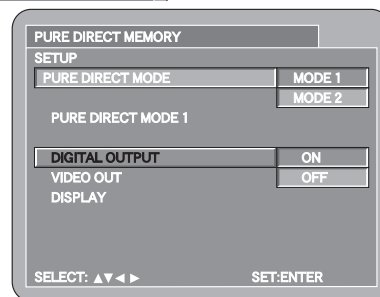 PURE DIRECT MEMORY
SETUP
PURE DIRECT MODE MODE 1
MODE 2
PURE DIRECT MODE 1
DIGITAL OUTPUT ON
VIDEO OUT OFF
DISPLAY
SELECT: ▲▼◄ ► SET:ENTER